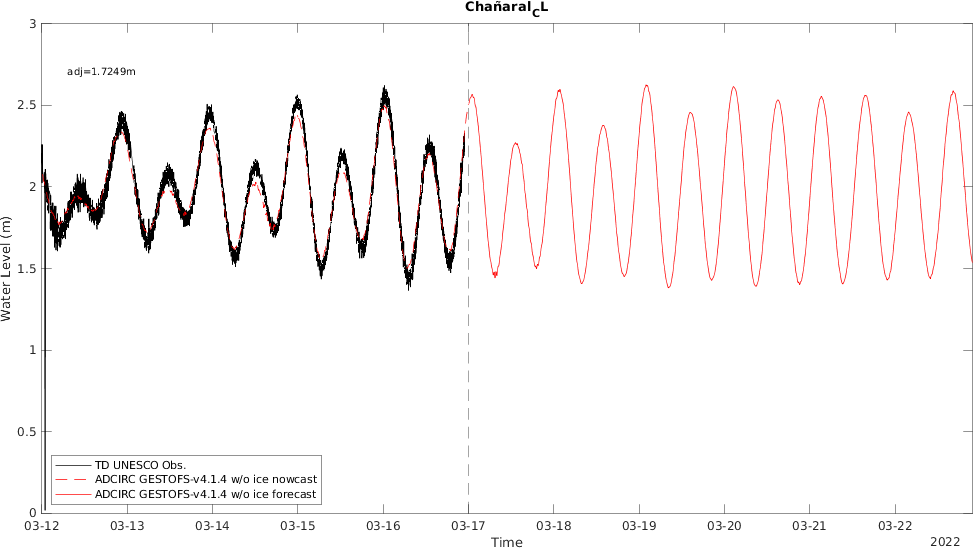 Chañaral_CL
3
2.5
2
1.5
1
0.5
0
Water Level (m)
adj=1.7249m
TD UNESCO Obs.
ADCIRC GESTOFS-v4.1.4 w/o ice nowcast
ADCIRC GESTOFS-v4.1.4 w/o ice forecast
03-12 03-13 03-14 03-15 03-16 03-17 03-18 03-19 03-20 03-21 03-22
Time
2022